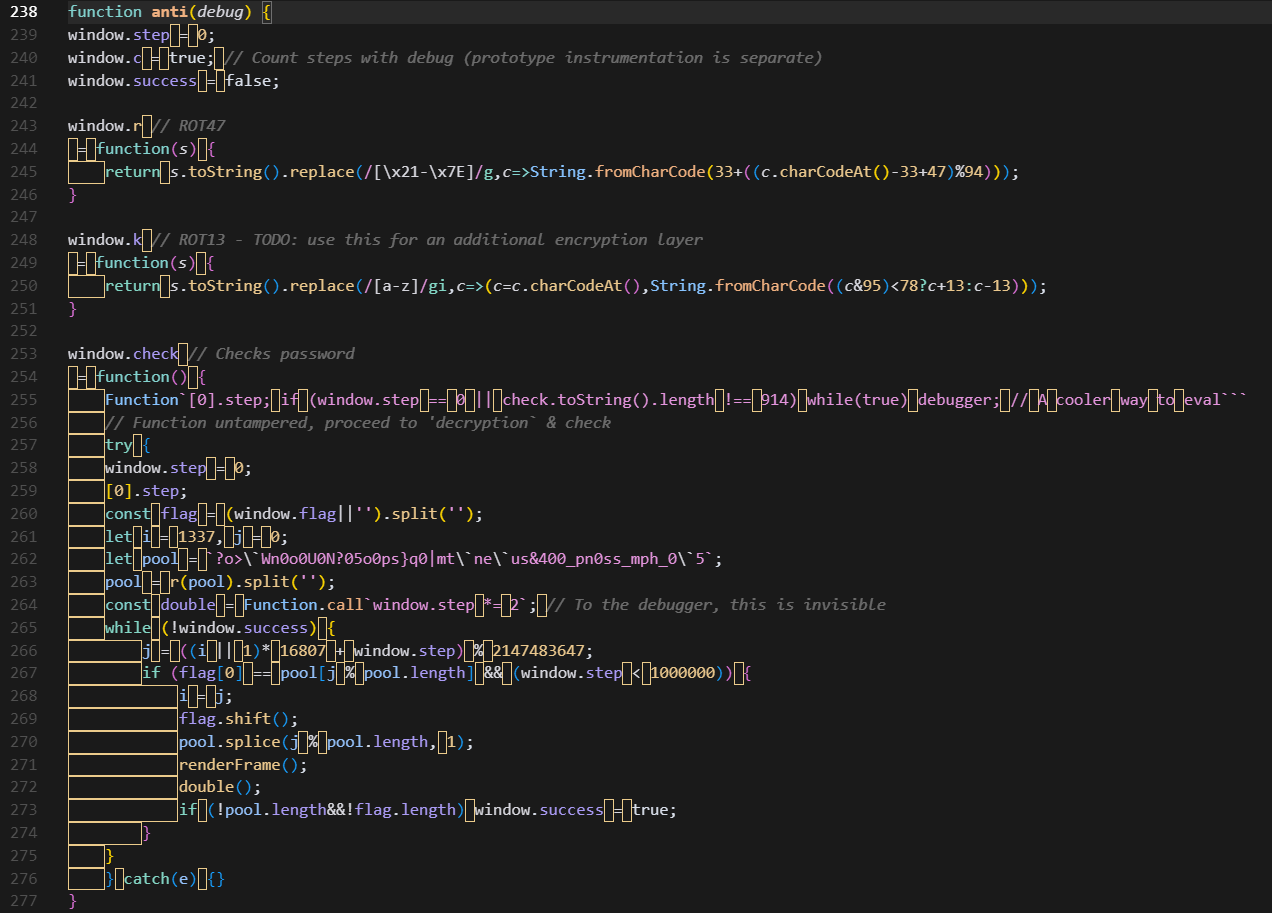 238 function anti(debug) {
239 window.step = 0;
240 window.c = true; // Count steps with debug (prototype instrumentation is separate)
241 window.success = false;
242
243 window.r // ROT47
244 = function(s) {
245     return s.toString().replace(/[\x21-\x7E]/g,c=>String.fromCharCode(33+((c.charCodeAt()-33+47)%94)));
246 }
247
248 window.k // ROT13 - TODO: use this for an additional encryption layer
249 = function(s) {
250     return s.toString().replace(/[a-z]/gi,c=>(c=c.charCodeAt(),String.fromCharCode((c&95)<78?c+13:c-13)));
251 }
252
253 window.check // Checks password
254 = function() {
255     Function`[0].step; if (window.step == 0 || check.toString().length !== 914) while(true) debugger; // A cooler way to eval```
256     // Function untampered, proceed to 'decryption` & check
257     try {
258     window.step = 0;
259     [0].step;
260     const flag = (window.flag||'').split('');
261     let i = 1337, j = 0;
262     let pool = `?o>\`Wn0o0U0N?05o0ps}q0|mt\`ne\`us&400_pn0ss_mph_0\`5`;
263     pool = r(pool).split('');
264     const double = Function.call`window.step *= 2`; // To the debugger, this is invisible
265     while (!window.success) {
266         j = ((i || 1)* 16807 + window.step) % 2147483647;
267         if (flag[0] == pool[j % pool.length] && (window.step < 1000000)) {
268             i = j;
269             flag.shift();
270             pool.splice(j % pool.length, 1);
271             renderFrame();
272             double();
273             if (!pool.length&&!flag.length) window.success = true;
274         }
275     }
276     } catch(e) {}
277 }